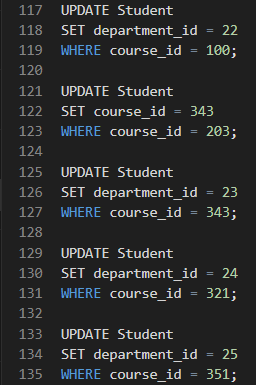 117 UPDATE Student
118 SET department_id = 22
119 WHERE course_id = 100;
120
121 UPDATE Student
122 SET course_id = 343
123 WHERE course_id = 203;
124
125 UPDATE Student
126 SET department_id = 23
127 WHERE course_id = 343;
128
129 UPDATE Student
130 SET department_id = 24
131 WHERE course_id = 321;
132
133 UPDATE Student
134 SET department_id = 25
135 WHERE course_id = 351;